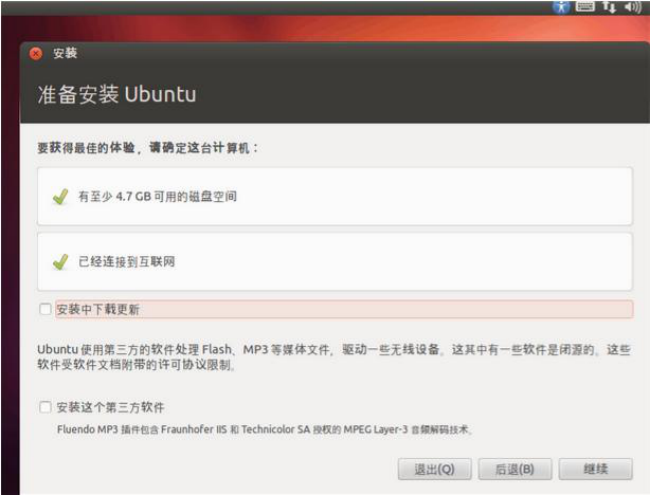 安装
准备安装 Ubuntu
要获得最佳的体验，请确定这台计算机：
有至少 4.7 GB 可用的磁盘空间
已经连接到互联网
安装中下载更新
Ubuntu 使用第三方的软件处理 Flash、MP3 等媒体文件，驱动一些无线设备。这其中有一些软件是闭源的。这些
软件受软件文档附带的许可协议限制。
安装这个第三方软件
Fluendo MP3 插件包含 Fraunhofer IIS 和 Technicolor SA 授权的 MPEG Layer-3 音频解码技术。
退出(Q) 后退(B) 继续